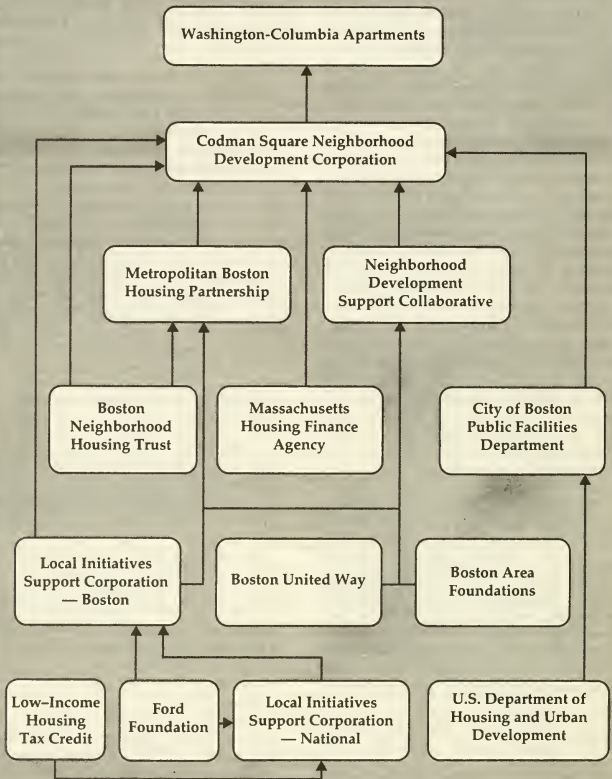 Washington-Columbia Apartments
Codman Square Neighborhood
Development Corporation
Metropolitan Boston
Housing Partnership
Neighborhood
Development
Support Collaborative
Boston
Neighborhood
Housing Trust
Massachusetts
Housing Finance
Agency
City of Boston
Public Facilities
Department
Local Initiatives
Support Corporation
— Boston
Boston United Way
Boston Area
Foundations
Low–Income
Housing
Tax Credit
Ford
Foundation
Local Initiatives
Support Corporation
— National
U.S. Department of
Housing and Urban
Development